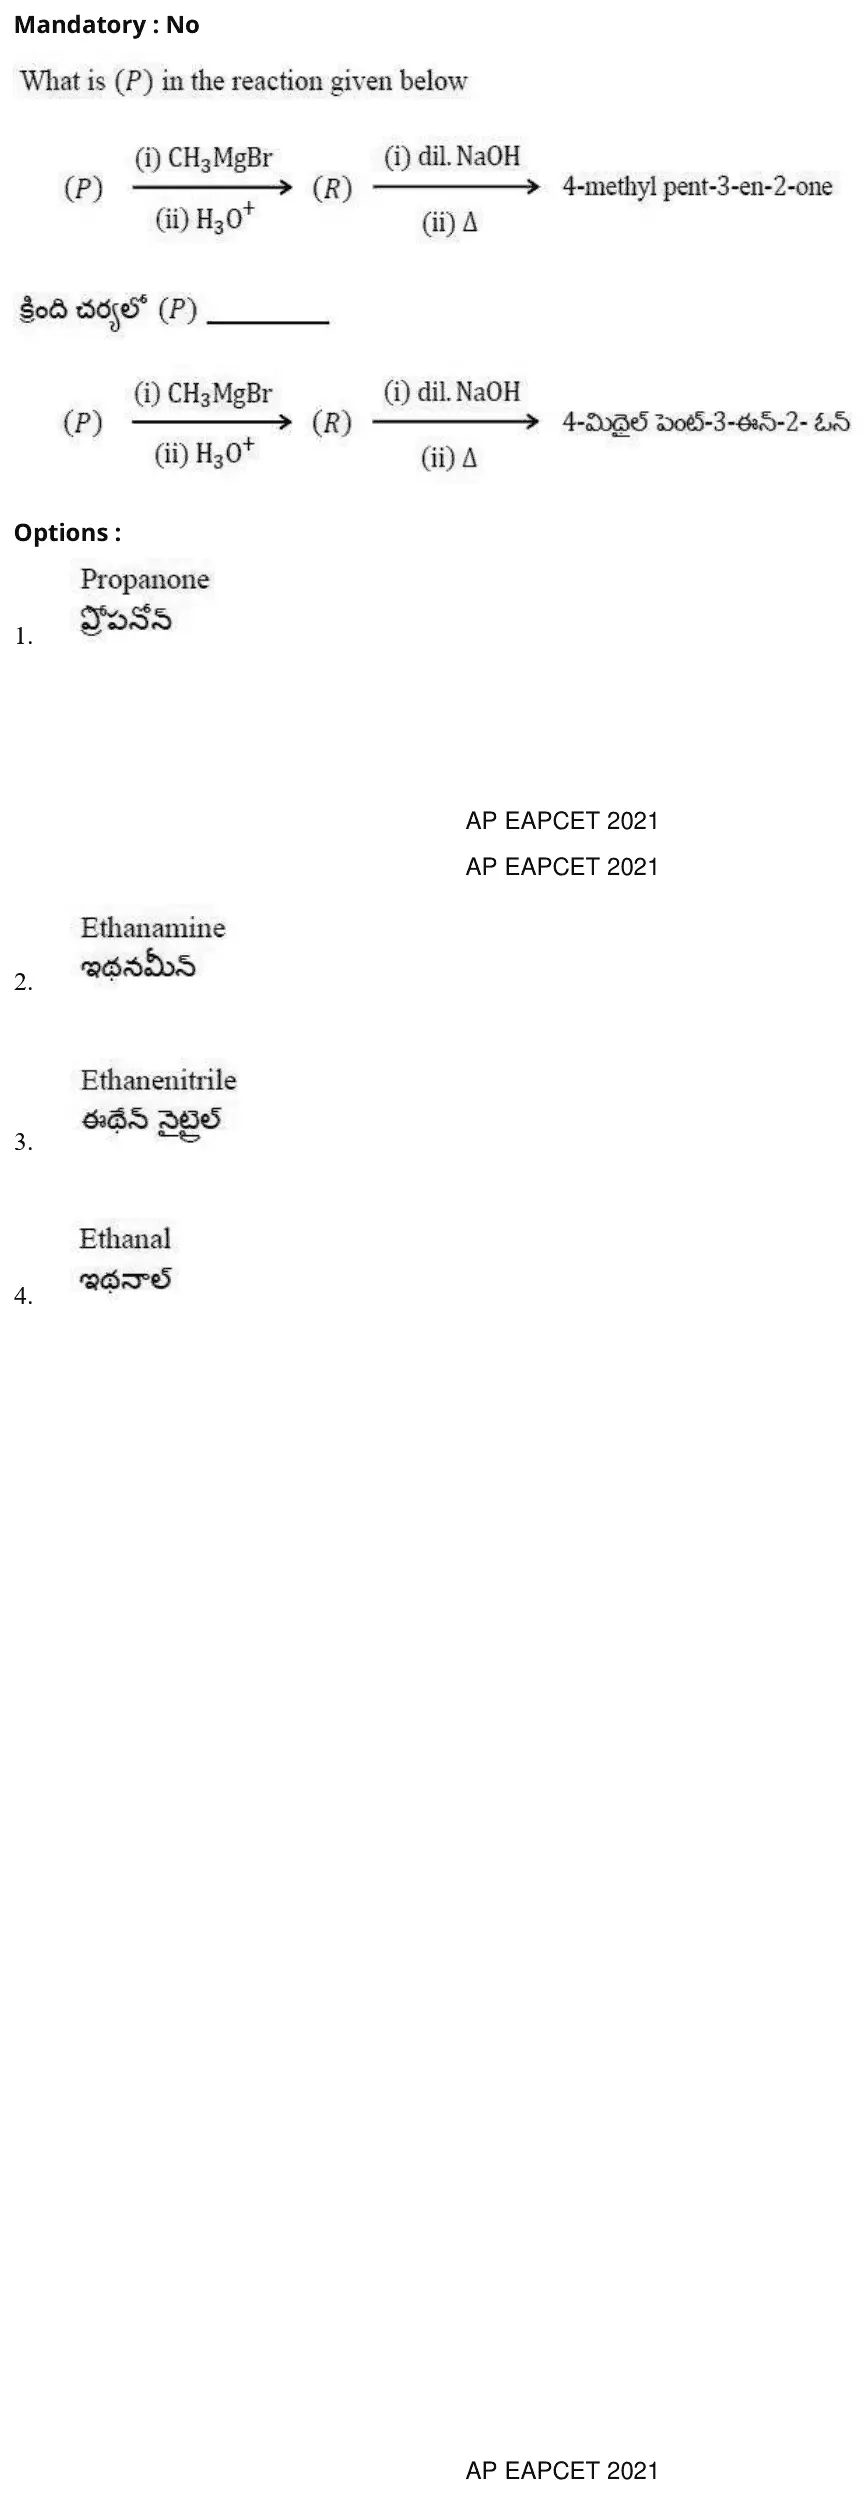 Mandatory : No
What is (P) in the reaction given below
(i) CH₃MgBr (i) dil. NaOH
(P) (R) 4-methyl pent-3-en-2-one
(ii) H₃O⁺ (ii) Δ
క్రింది చర్యలో (P) ________
(i) CH₃MgBr (i) dil. NaOH
(P) (R) 4-మిథైల్ పెంట్-3-ఈన్-2- ఓన్
(ii) H₃O⁺ (ii) Δ
Options :
Propanone
ప్రోపనోన్
1.
AP EAPCET 2021
AP EAPCET 2021
Ethanamine
ఇథనమీన్
2.
Ethanenitrile
ఈథేన్ నైట్రైల్
3.
Ethanal
ఇథనాల్
4.
AP EAPCET 2021